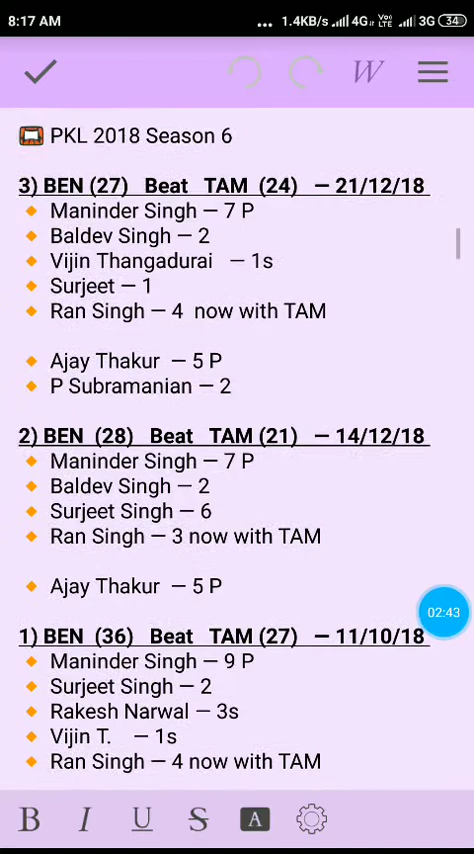 8:17 AM ... 1.4KB/s 4G Vo) LTE 3G 34
W
PKL 2018 Season 6
3) BEN (27) Beat TAM (24) – 21/12/18
🔸 Maninder Singh – 7 P
🔸 Baldev Singh – 2
🔸 Vijin Thangadurai – 1s
🔸 Surjeet – 1
🔸 Ran Singh – 4 now with TAM
🔸 Ajay Thakur – 5 P
🔸 P Subramanian – 2
2) BEN (28) Beat TAM (21) – 14/12/18
🔸 Maninder Singh – 7 P
🔸 Baldev Singh – 2
🔸 Surjeet Singh – 6
🔸 Ran Singh – 3 now with TAM
🔸 Ajay Thakur – 5 P
02:43
1) BEN (36) Beat TAM (27) – 11/10/18
🔸 Maninder Singh – 9 P
🔸 Surjeet Singh – 2
🔸 Rakesh Narwal – 3s
🔸 Vijin T. – 1s
🔸 Ran Singh – 4 now with TAM
B I U S A